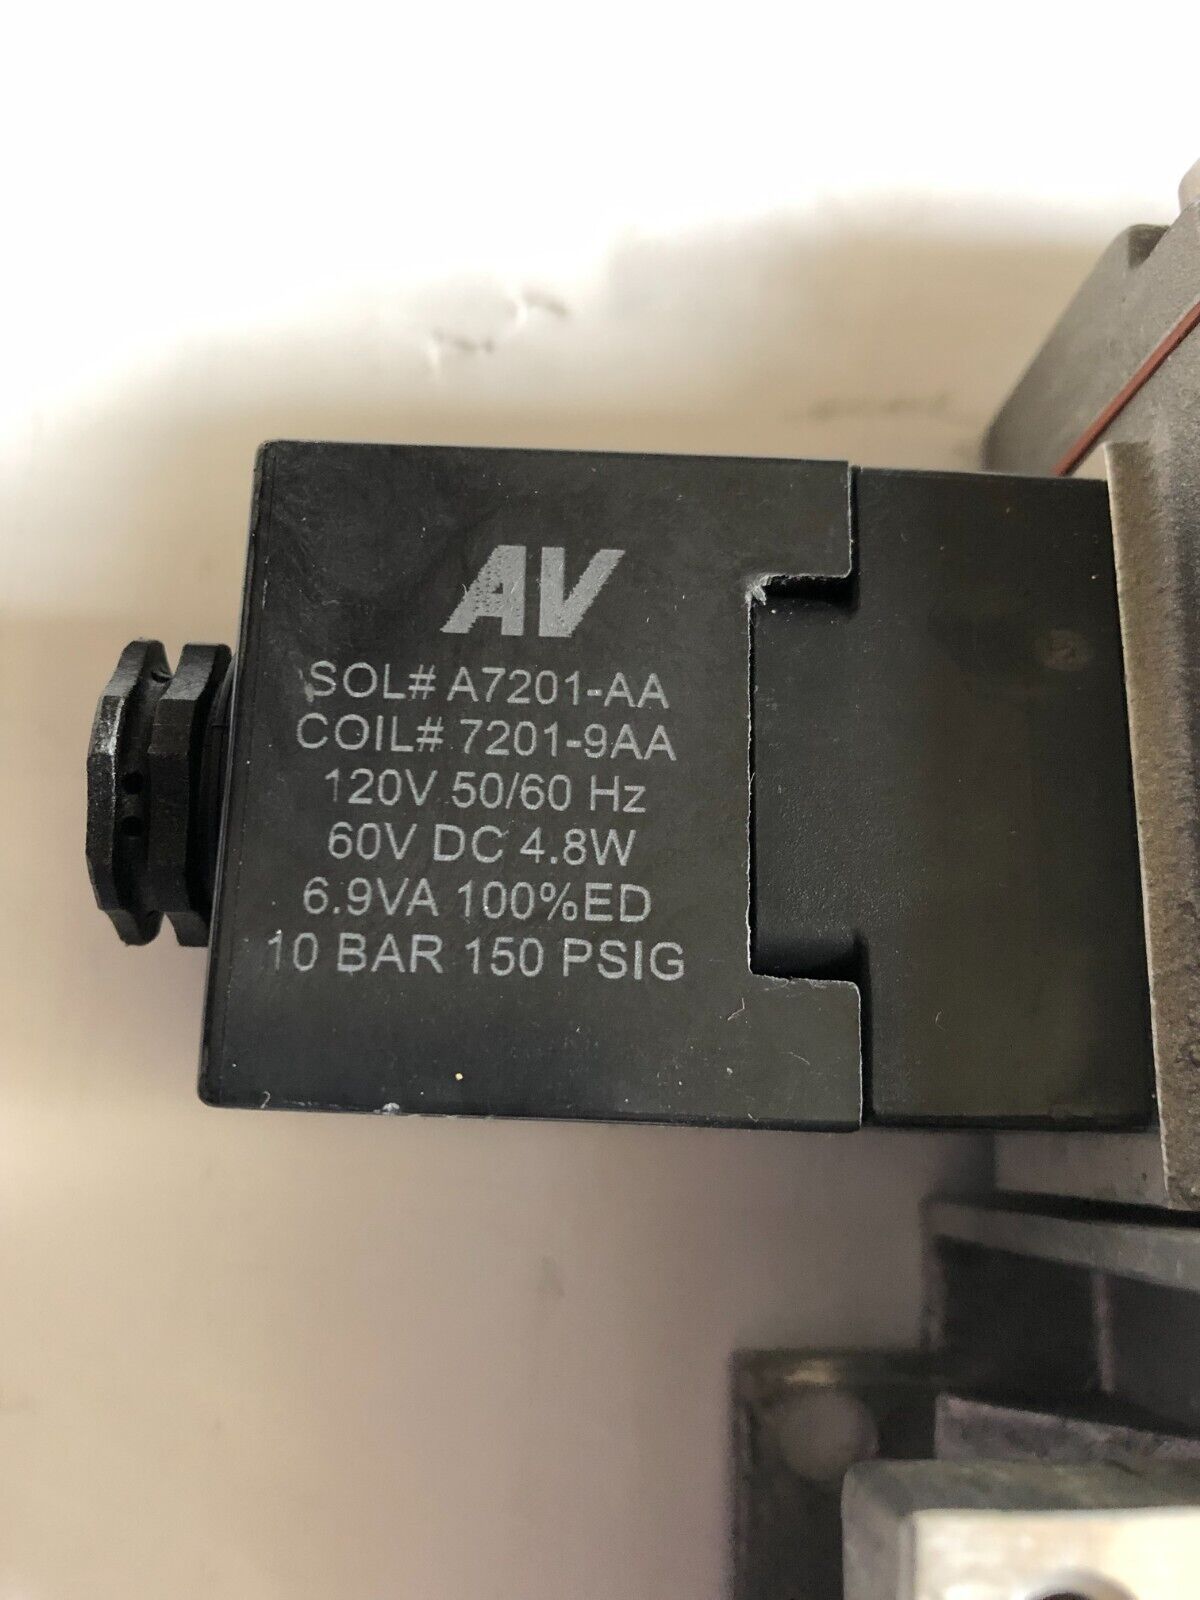 AV
SOL# A7201-AA
COIL# 7201-9AA
120V 50/60 Hz
60V DC 4.8W
6.9VA 100%ED
10 BAR 150 PSIG